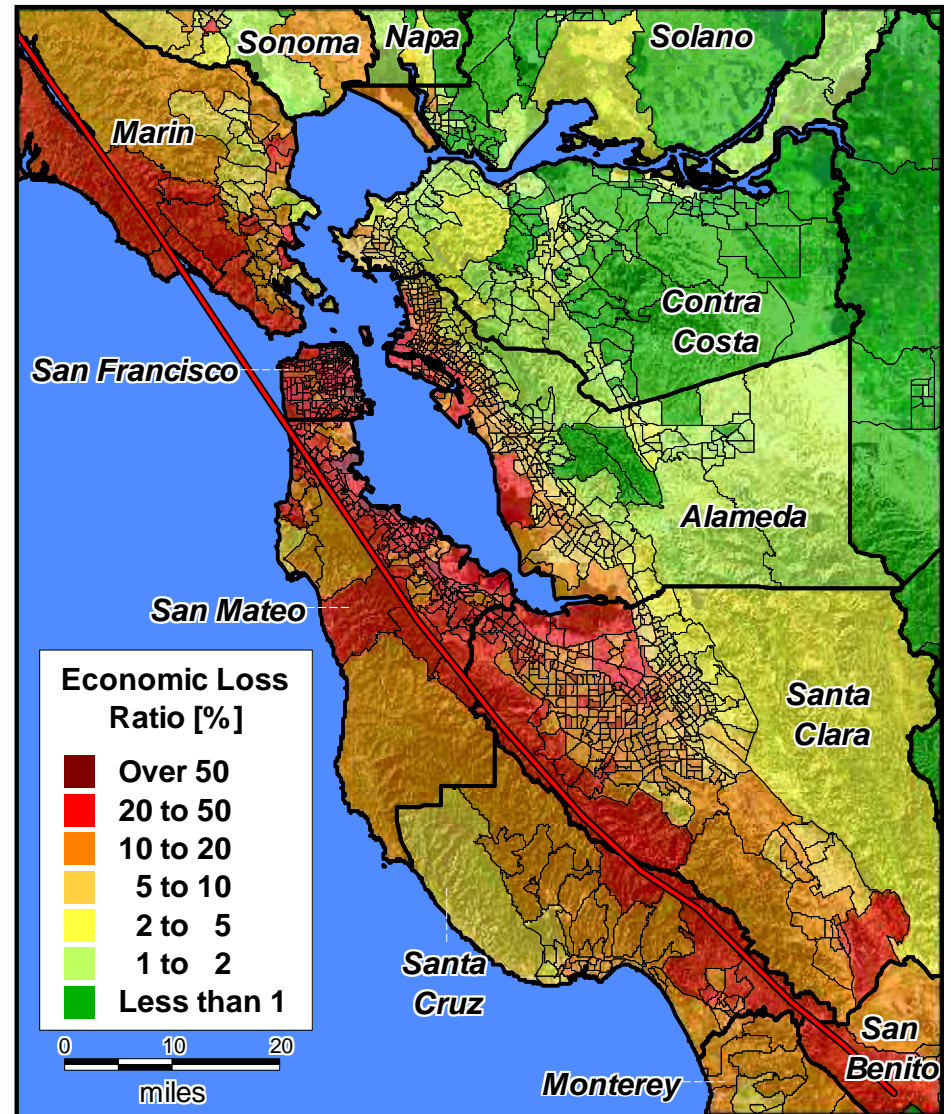 Sonoma
Napa
Solano
Marin
Contra
Costa
San Francisco
Alameda
San Mateo
Santa
Clara
Economic Loss
Ratio [%]
Over 50
20 to 50
10 to 20
5 to 10
2 to 5
1 to 2
Less than 1
0 10 20
miles
Santa
Cruz
San
Benito
Monterey